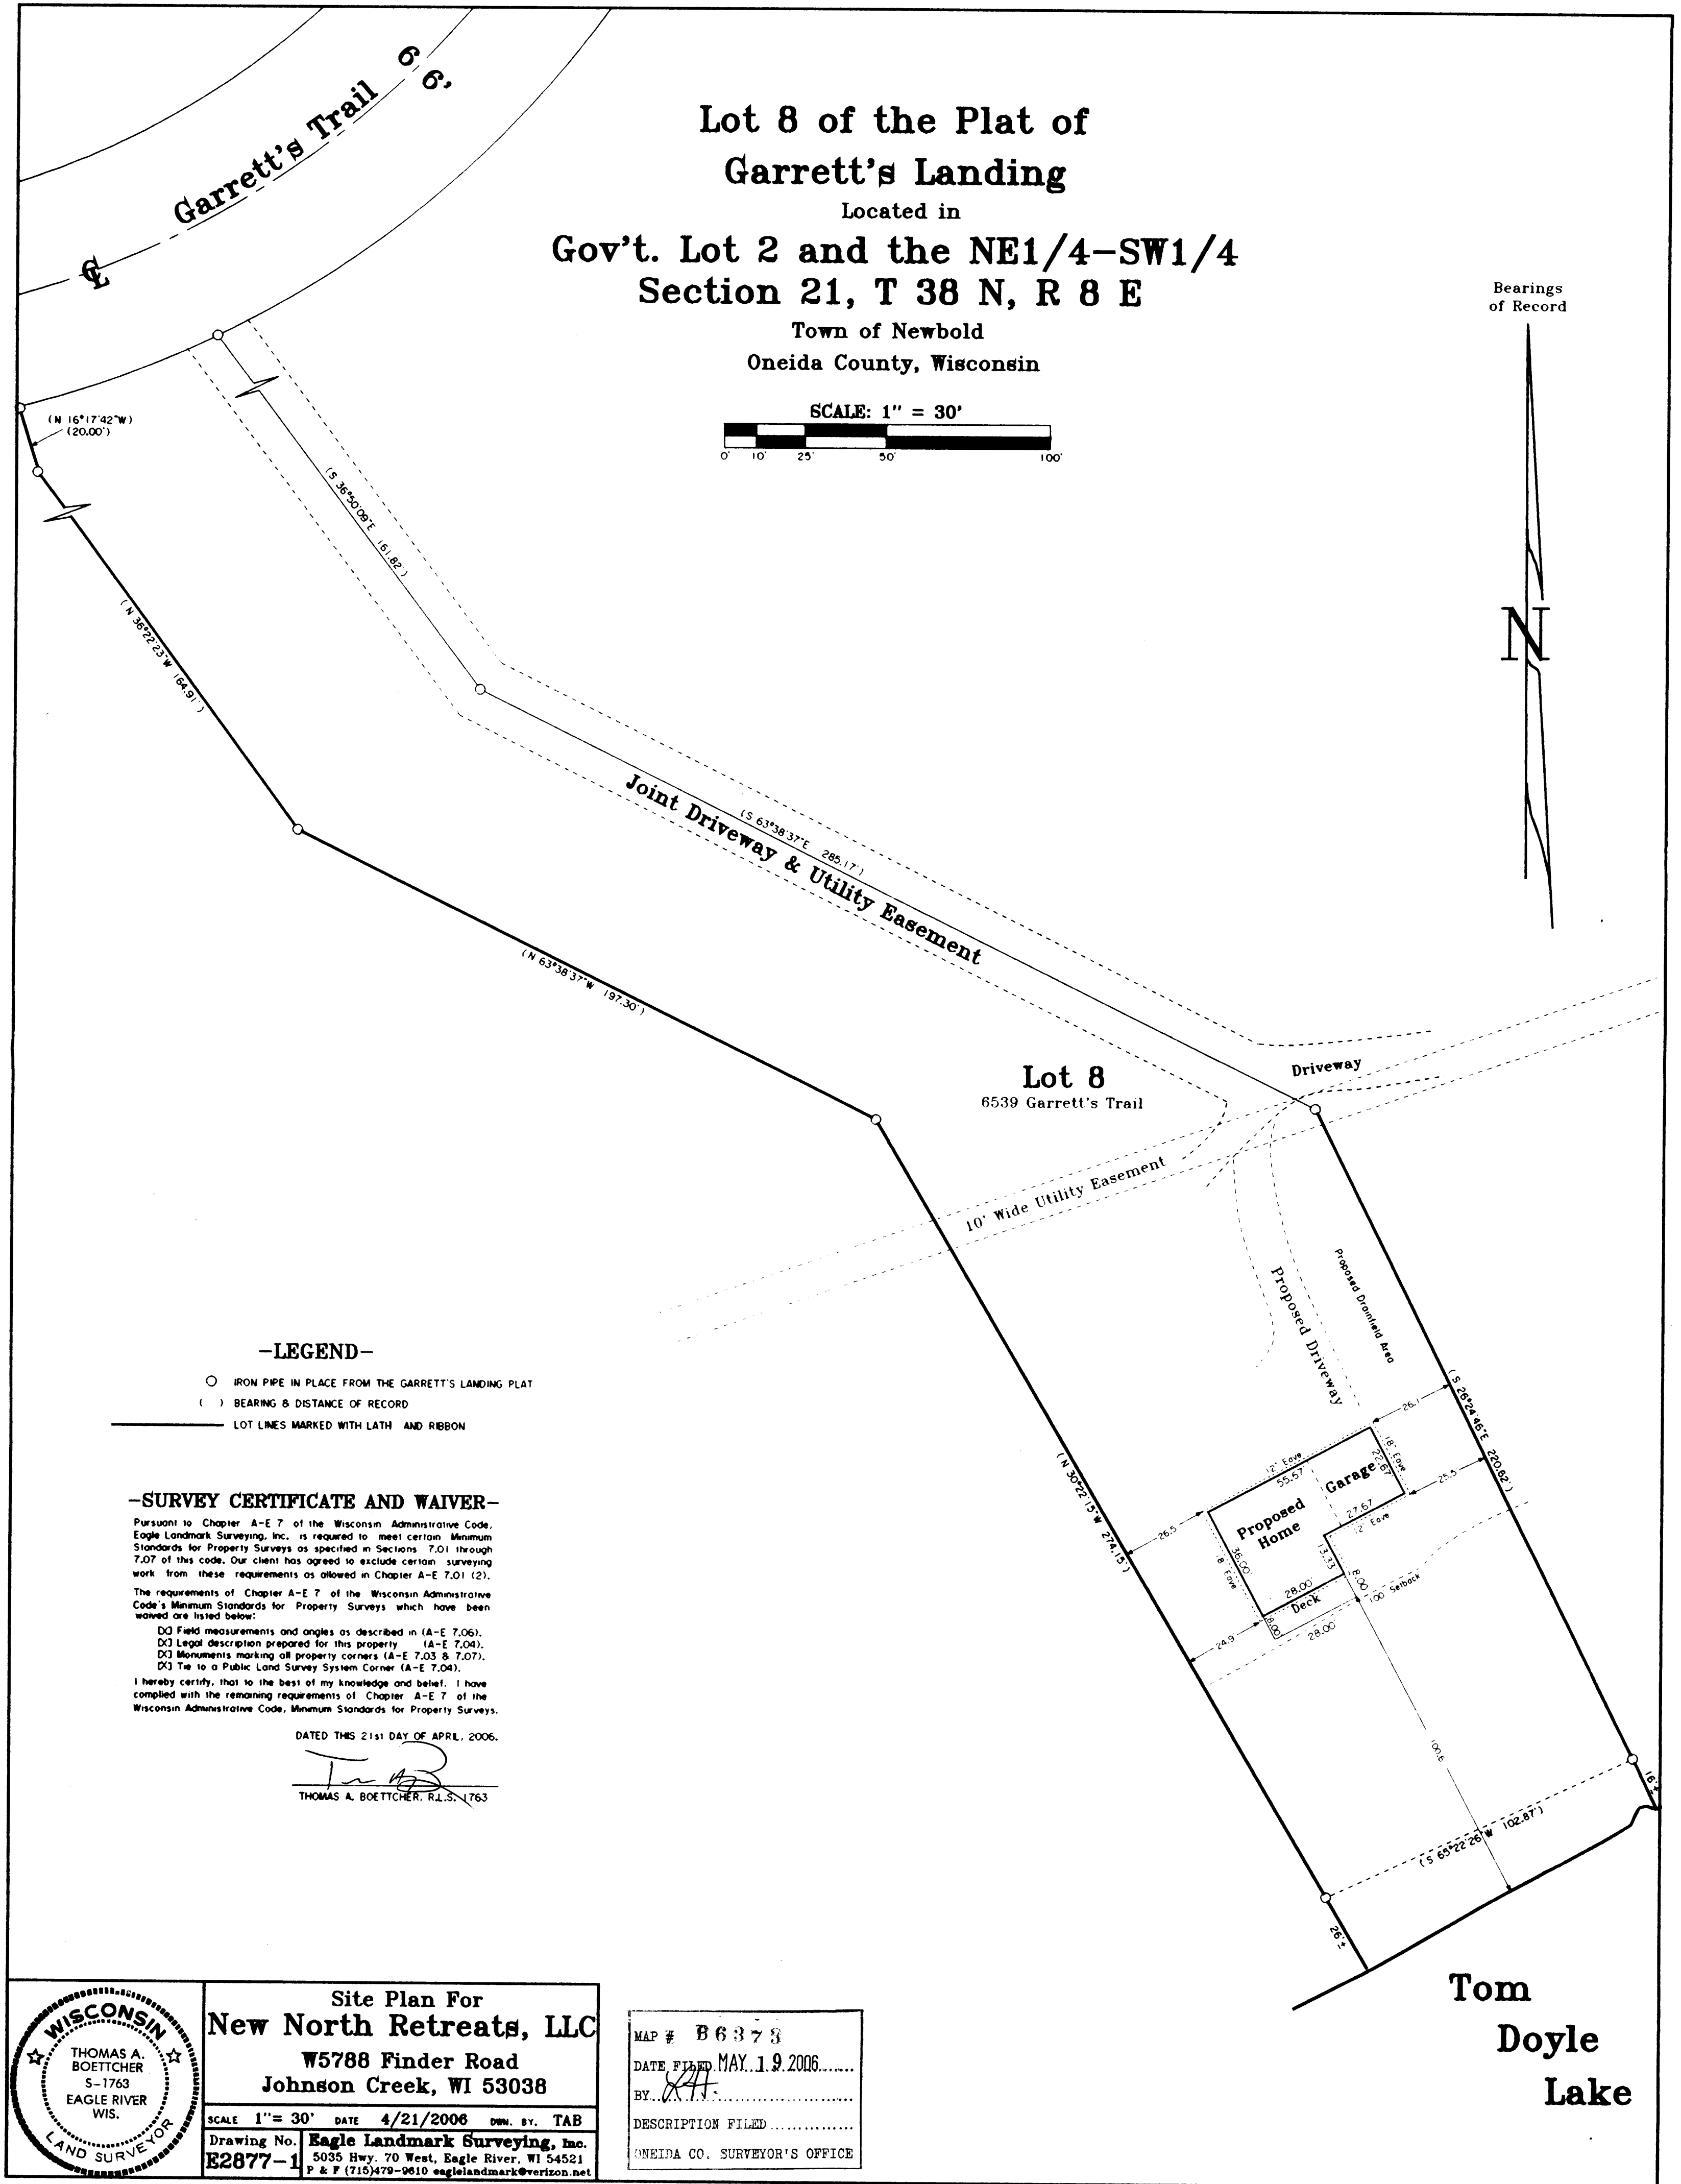 Garrett's Trail 66'
CL
Lot 8 of the Plat of
Garrett's Landing
Located in
Gov't. Lot 2 and the NE1/4-SW1/4
Section 21, T 38 N, R 8 E
Town of Newbold
Oneida County, Wisconsin
SCALE: 1" = 30'
0' 10' 25' 50' 100'
Bearings
of Record
N
(N 16°17'42"W)
(20.00')
(S 36°50'09"E 161.82')
(N 36°22'23"W 164.91')
(S 63°38'37"E 285.17')
Joint Driveway & Utility Easement
(N 63°38'37"W 197.30')
Lot 8
6539 Garrett's Trail
Driveway
10' Wide Utility Easement
Proposed Driveway
Proposed Drainfield Area
(S 26°24'46"E 220.62')
(N 30°22'15"W 274.15')
26.1
12" Eave
55.67'
18" Eave
22.67'
Garage
25.5
27.67'
12" Eave
Proposed
Home
26.5
36.00'
18" Eave
13.33
28.00'
Deck
8.00'
8.00'
28.00'
100' Setback
24.9
100.6
16'±
(S 65°22'26"W 102.87')
26'±
Tom
Doyle
Lake
-LEGEND-
IRON PIPE IN PLACE FROM THE GARRETT'S LANDING PLAT
( ) BEARING & DISTANCE OF RECORD
LOT LINES MARKED WITH LATH AND RIBBON
-SURVEY CERTIFICATE AND WAIVER-
Pursuant to Chapter A-E 7 of the Wisconsin Administrative Code,
Eagle Landmark Surveying, Inc. is required to meet certain Minimum
Standards for Property Surveys as specified in Sections 7.01 through
7.07 of this code. Our client has agreed to exclude certain surveying
work from these requirements as allowed in Chapter A-E 7.01 (2).
The requirements of Chapter A-E 7 of the Wisconsin Administrative
Code's Minimum Standards for Property Surveys which have been
waived are listed below:
[X] Field measurements and angles as described in (A-E 7.06).
[X] Legal description prepared for this property (A-E 7.04).
[X] Monuments marking all property corners (A-E 7.03 & 7.07).
[X] Tie to a Public Land Survey System Corner (A-E 7.04).
I hereby certify, that to the best of my knowledge and belief, I have
complied with the remaining requirements of Chapter A-E 7 of the
Wisconsin Administrative Code, Minimum Standards for Property Surveys.
DATED THIS 21st DAY OF APRIL, 2006.
THOMAS A. BOETTCHER, R.L.S. 1763
WISCONSIN
THOMAS A.
BOETTCHER
S-1763
EAGLE RIVER
WIS.
LAND SURVEYOR
Site Plan For
New North Retreats, LLC
W5788 Finder Road
Johnson Creek, WI 53038
SCALE 1"= 30' DATE 4/21/2006 DWN. BY. TAB
Drawing No.
E2877-1
Eagle Landmark Surveying, Inc.
5035 Hwy. 70 West, Eagle River, WI 54521
P & F (715)479-9610 eaglelandmark@verizon.net
MAP # B6373
DATE FILED MAY 19 2006
BY
DESCRIPTION FILED
ONEIDA CO. SURVEYOR'S OFFICE